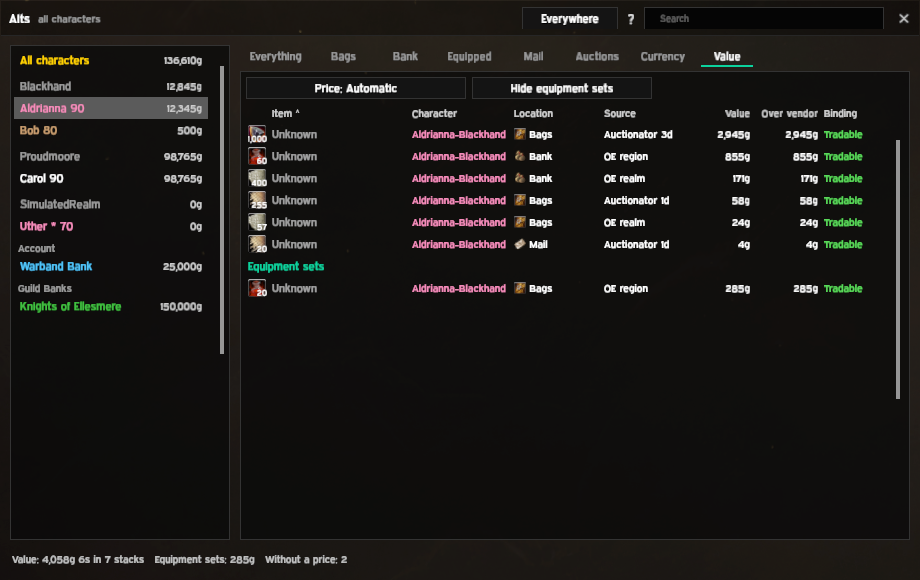 Alts all characters Everywhere ? Search ✕
Everything Bags Bank Equipped Mail Auctions Currency Value
All characters 136,610g
Blackhand 12,845g
Aldrianna 90 12,345g
Bob 80 500g
Proudmoore 98,765g
Carol 90 98,765g
SimulatedRealm 0g
Uther * 70 0g
Account
Warband Bank 25,000g
Guild Banks
Knights of Ellesmere 150,000g
Price: Automatic Hide equipment sets
Item ^ Character Location Source Value Over vendor Binding
1,000 Unknown Aldrianna-Blackhand Bags Auctionator 3d 2,945g 2,945g Tradable
60 Unknown Aldrianna-Blackhand Bank OE region 855g 855g Tradable
400 Unknown Aldrianna-Blackhand Bank OE realm 171g 171g Tradable
255 Unknown Aldrianna-Blackhand Bags Auctionator 1d 58g 58g Tradable
57 Unknown Aldrianna-Blackhand Bags OE realm 24g 24g Tradable
20 Unknown Aldrianna-Blackhand Mail Auctionator 1d 4g 4g Tradable
Equipment sets
20 Unknown Aldrianna-Blackhand Bags OE region 285g 285g Tradable
Value: 4,058g 6s in 7 stacks Equipment sets: 285g Without a price: 2